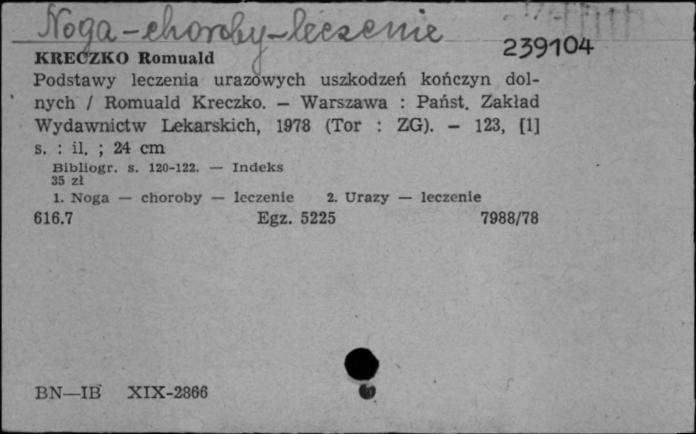 Noga-choroby-leczenie
239104
KRECZKO Romuald
Podstawy leczenia urazowych uszkodzeń kończyn dol-
nych / Romuald Kreczko. — Warszawa : Państ. Zakład
Wydawnictw Lekarskich, 1978 (Tor : ZG). — 123, [1]
s. : il. ; 24 cm
Bibliogr. s. 120-122. — Indeks
35 zł
1. Noga — choroby — leczenie 2. Urazy — leczenie
616.7 Egz. 5225 7988/78
BN—IB XIX-2866